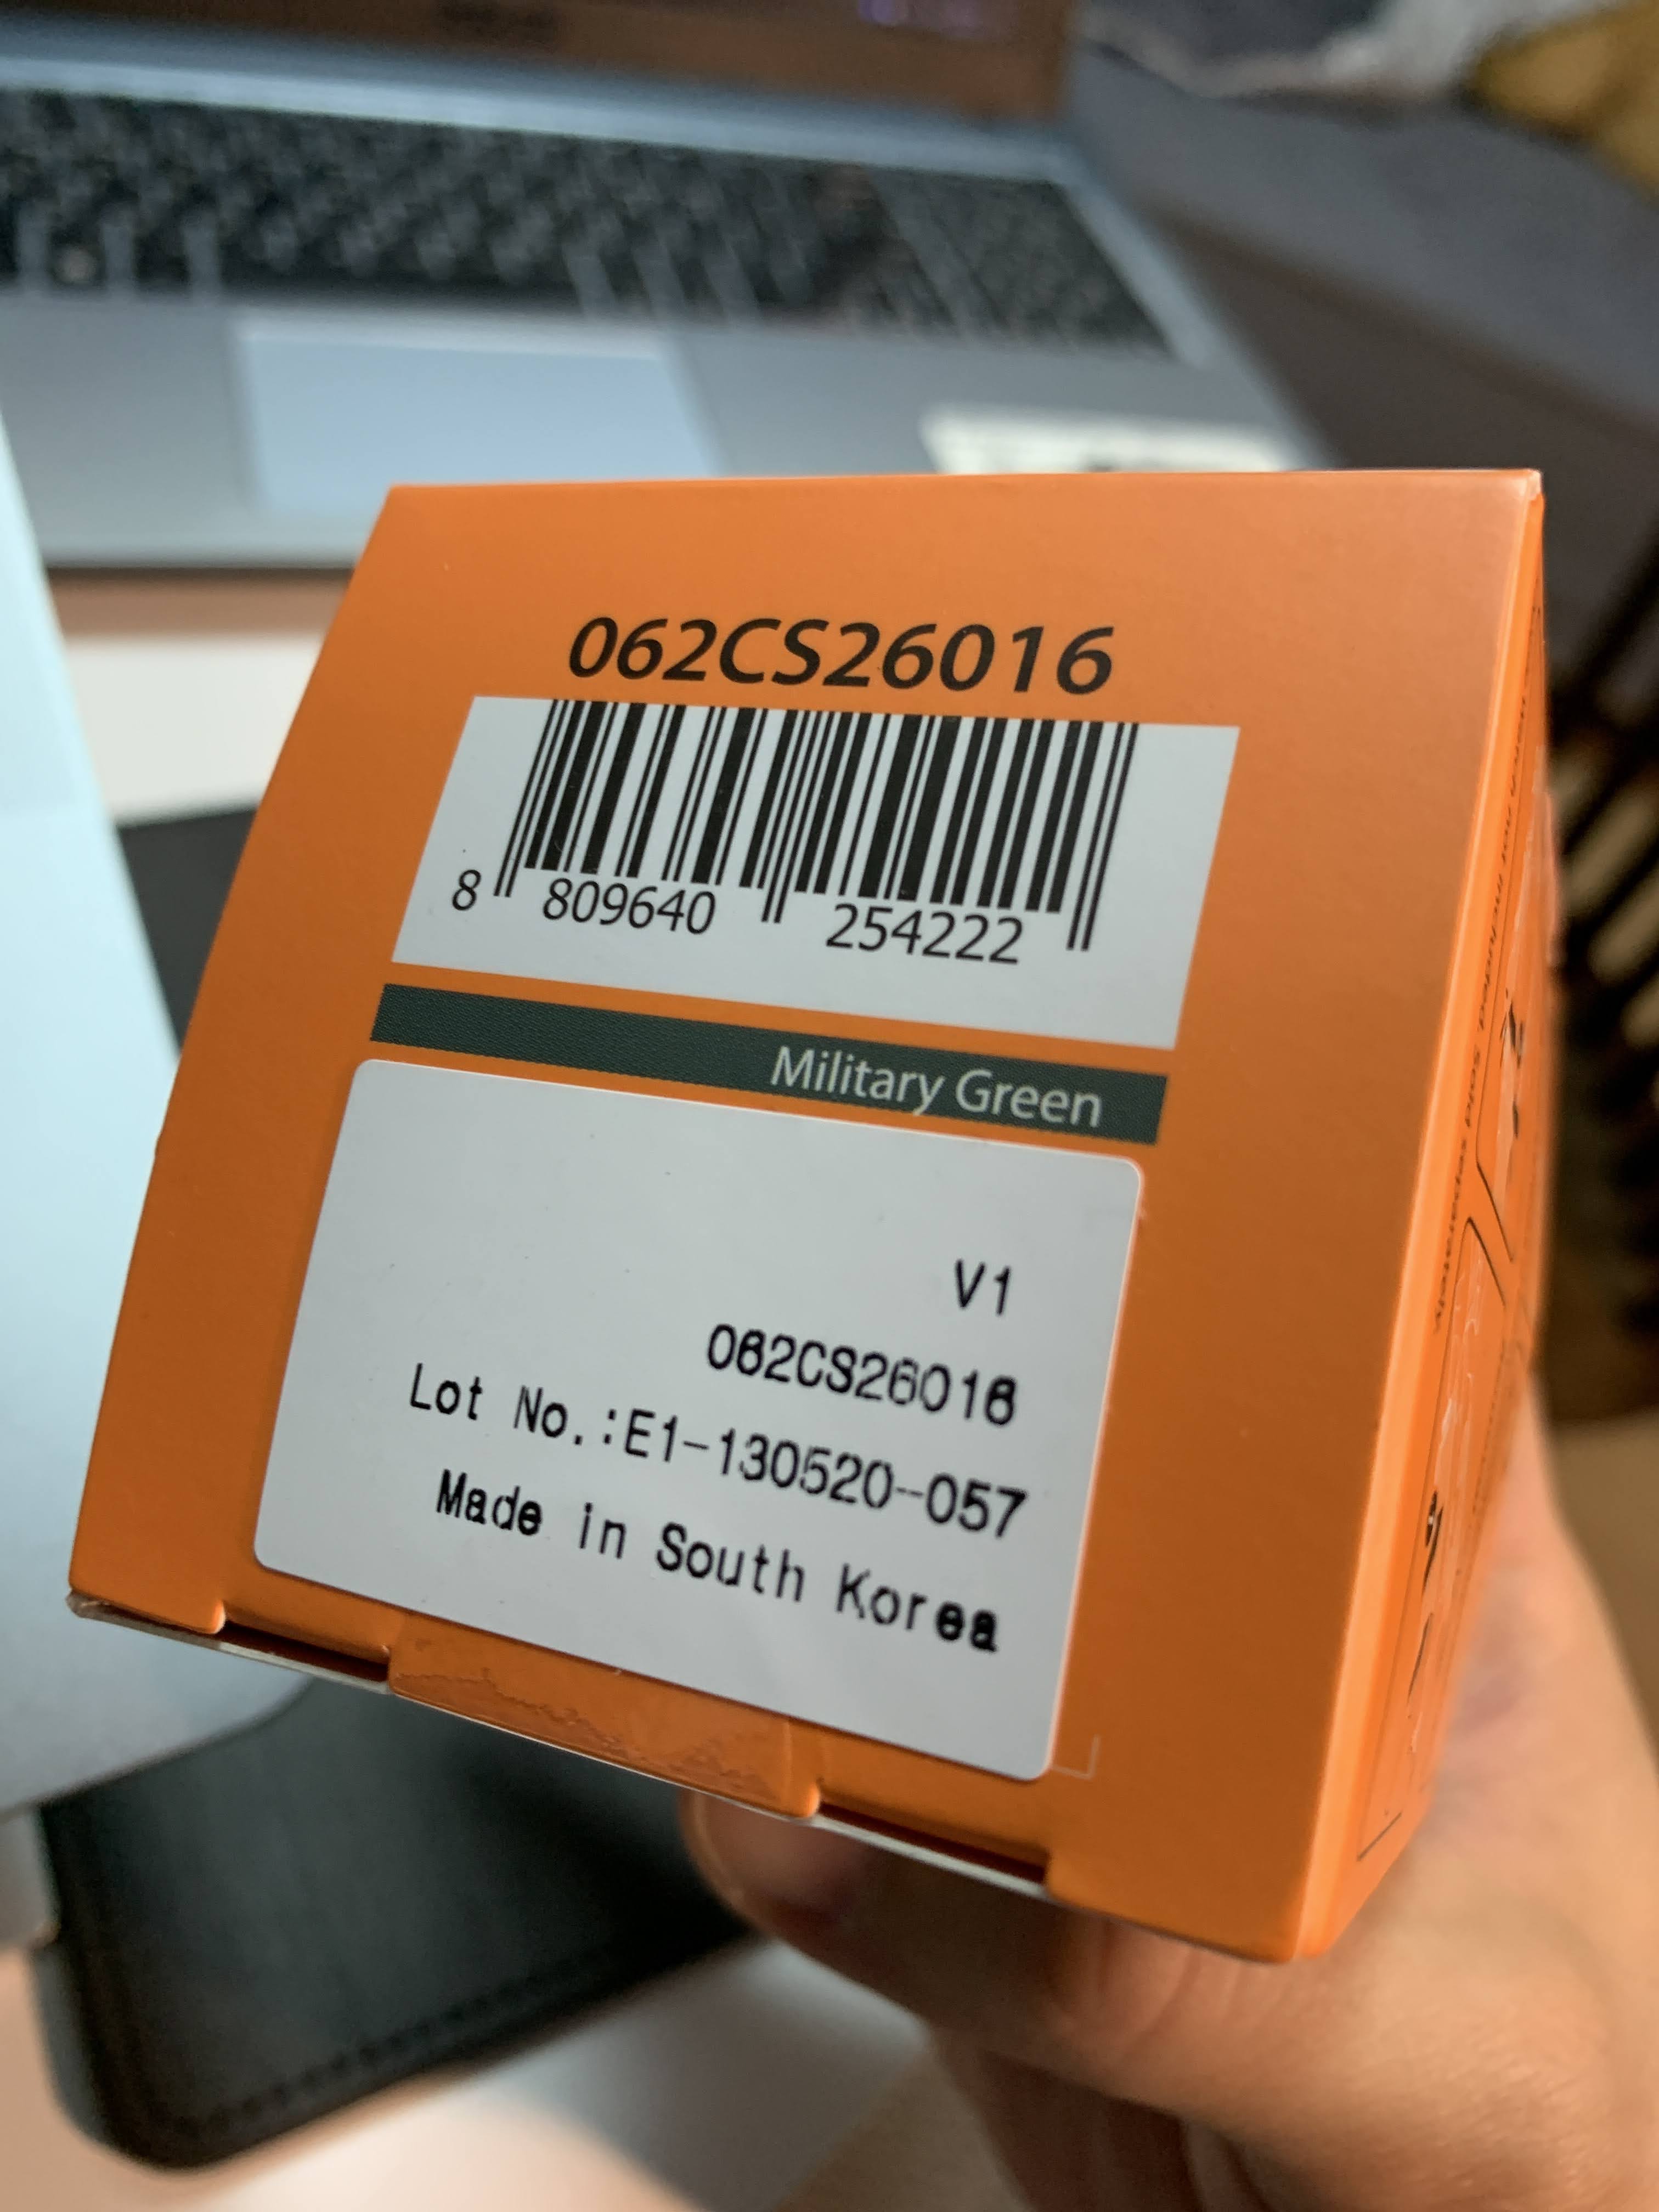 062CS26016
8 809640 254222
Military Green
V1
062CS26016
Lot No.:E1-130520-057
Made in South Korea